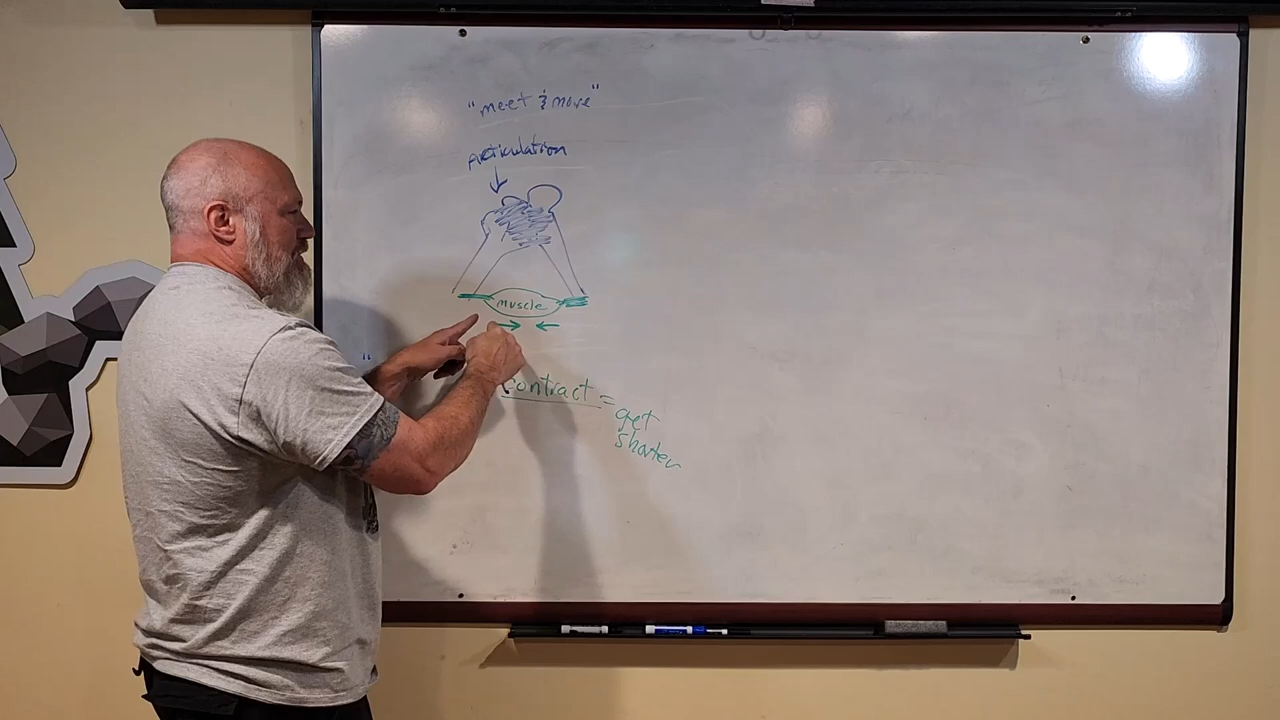 "meet & move"
articulation
muscle
"
contract =
get
shorter